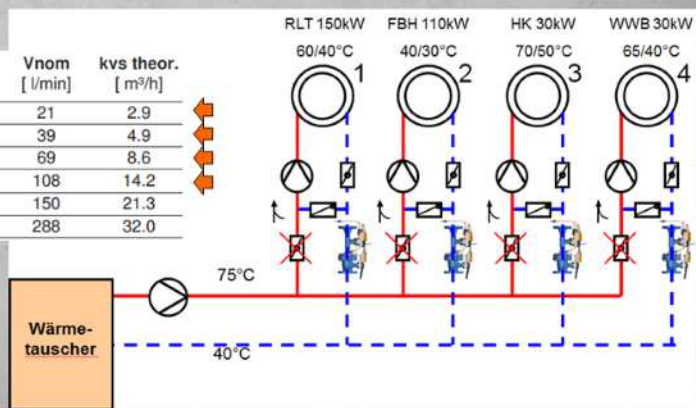 RLT 150kW FBH 110kW HK 30kW WWB 30kW
60/40°C 40/30°C 70/50°C 65/40°C
1 2 3 4
Vnom kvs theor.
[ l/min] [ m³/h]
21 2.9
39 4.9
69 8.6
108 14.2
150 21.3
288 32.0
75°C
Wärme-
tauscher
40°C